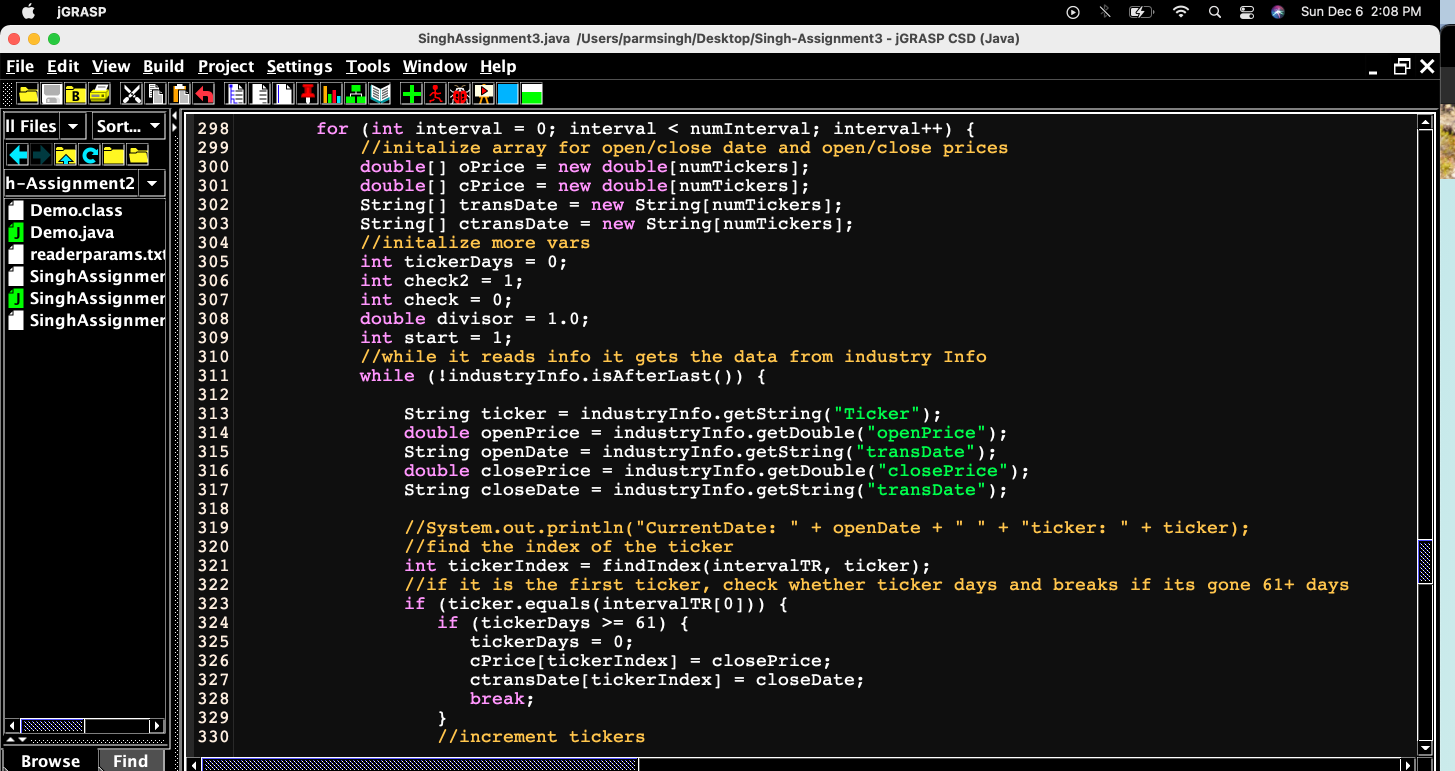 jGRASP
Sun Dec 6 2:08 PM
SinghAssignment3.java /Users/parmsingh/Desktop/Singh-Assignment3 - jGRASP CSD (Java)
File Edit View Build Project Settings Tools Window Help
ll Files Sort...
h-Assignment2
Demo.class
Demo.java
readerparams.txt
SinghAssignmer
SinghAssignmer
SinghAssignmer
Browse Find
298 for (int interval = 0; interval < numInterval; interval++) {
299 //initalize array for open/close date and open/close prices
300 double[] oPrice = new double[numTickers];
301 double[] cPrice = new double[numTickers];
302 String[] transDate = new String[numTickers];
303 String[] ctransDate = new String[numTickers];
304 //initalize more vars
305 int tickerDays = 0;
306 int check2 = 1;
307 int check = 0;
308 double divisor = 1.0;
309 int start = 1;
310 //while it reads info it gets the data from industry Info
311 while (!industryInfo.isAfterLast()) {
312
313 String ticker = industryInfo.getString("Ticker");
314 double openPrice = industryInfo.getDouble("openPrice");
315 String openDate = industryInfo.getString("transDate");
316 double closePrice = industryInfo.getDouble("closePrice");
317 String closeDate = industryInfo.getString("transDate");
318
319 //System.out.println("CurrentDate: " + openDate + " " + "ticker: " + ticker);
320 //find the index of the ticker
321 int tickerIndex = findIndex(intervalTR, ticker);
322 //if it is the first ticker, check whether ticker days and breaks if its gone 61+ days
323 if (ticker.equals(intervalTR[0])) {
324 if (tickerDays >= 61) {
325 tickerDays = 0;
326 cPrice[tickerIndex] = closePrice;
327 ctransDate[tickerIndex] = closeDate;
328 break;
329 }
330 //increment tickers